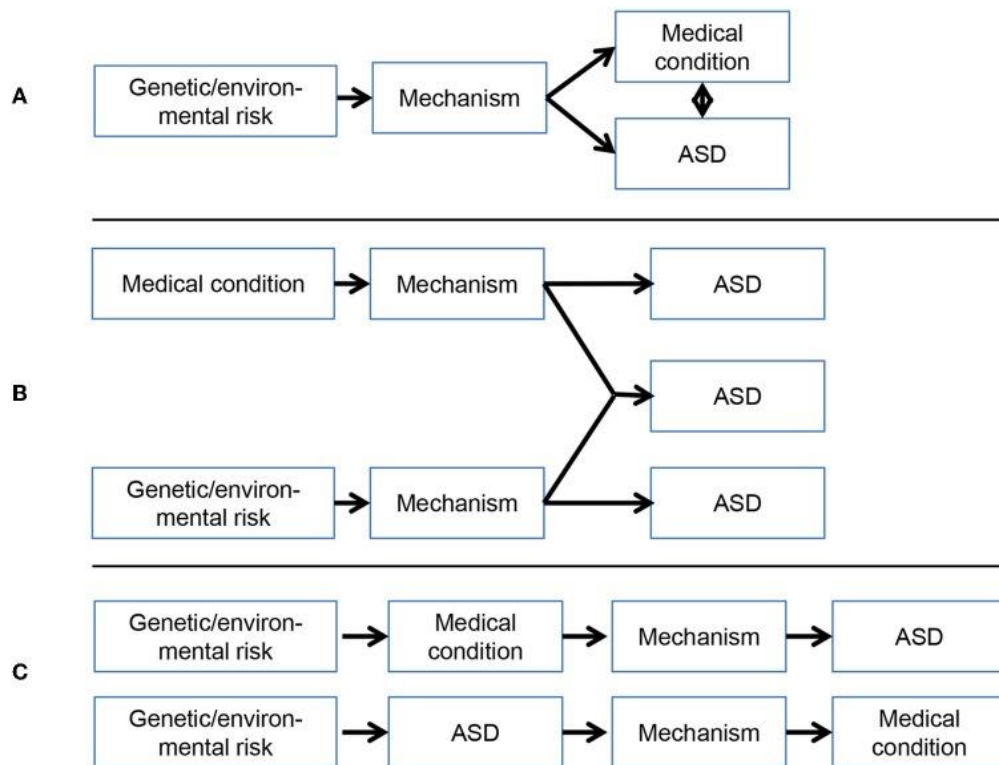 A
Genetic/environ-
mental risk
Mechanism
Medical
condition
ASD
B
Medical condition
Mechanism
ASD
ASD
Genetic/environ-
mental risk
Mechanism
ASD
C
Genetic/environ-
mental risk
Medical
condition
Mechanism
ASD
Genetic/environ-
mental risk
ASD
Mechanism
Medical
condition